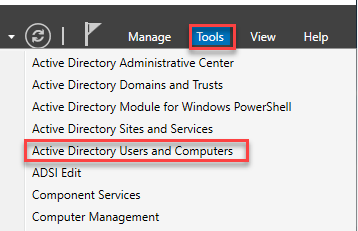 Manage Tools View Help
Active Directory Administrative Center
Active Directory Domains and Trusts
Active Directory Module for Windows PowerShell
Active Directory Sites and Services
Active Directory Users and Computers
ADSI Edit
Component Services
Computer Management